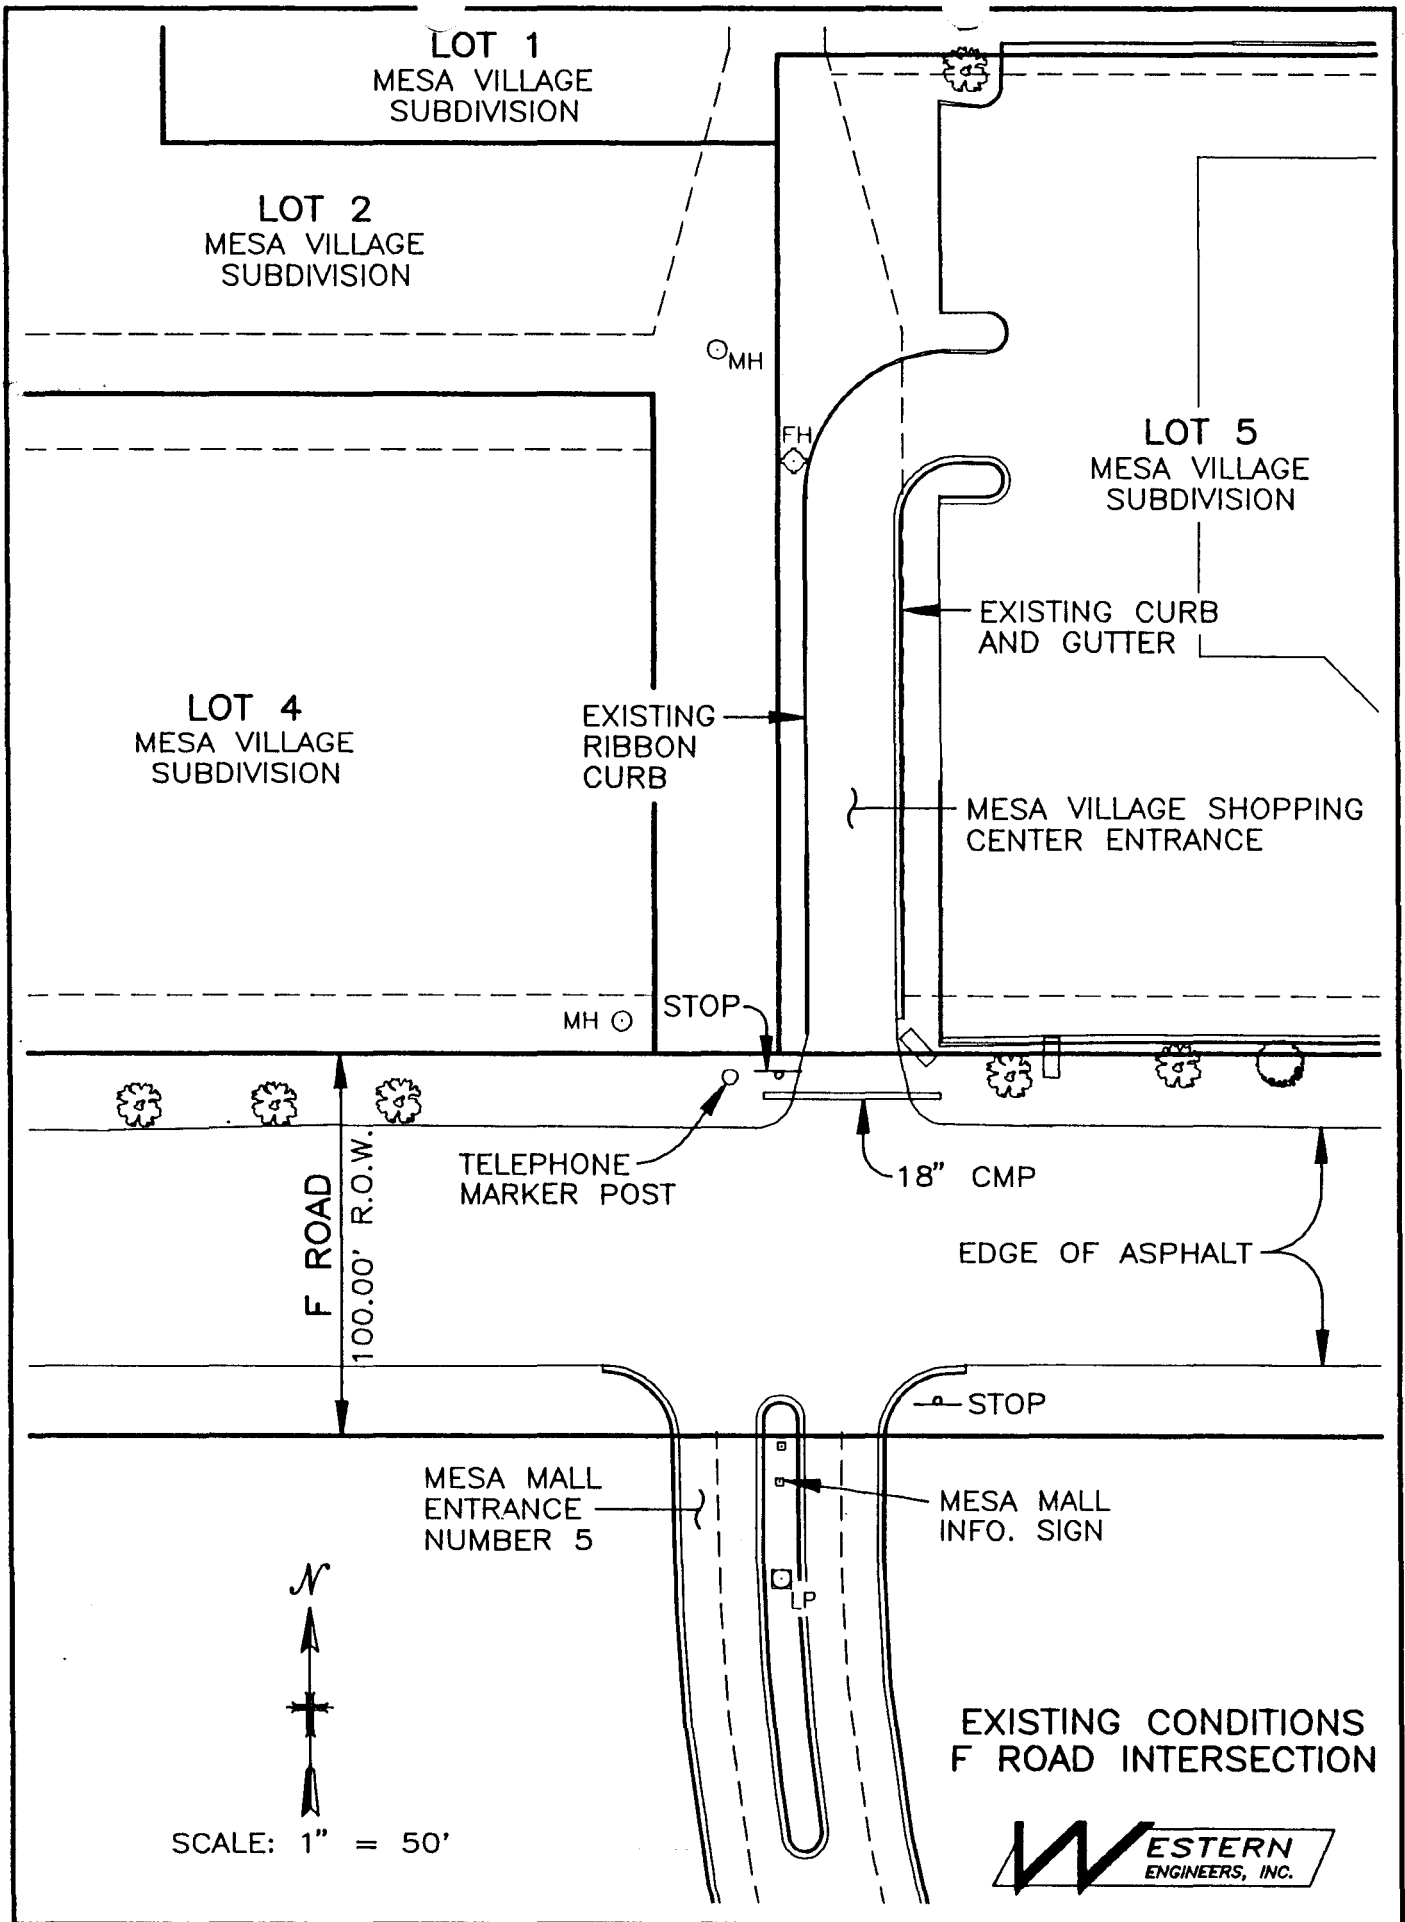 LOT 1
MESA VILLAGE
SUBDIVISION
LOT 2
MESA VILLAGE
SUBDIVISION
MH
FH
LOT 5
MESA VILLAGE
SUBDIVISION
EXISTING CURB
AND GUTTER
LOT 4
MESA VILLAGE
SUBDIVISION
EXISTING
RIBBON
CURB
MESA VILLAGE SHOPPING
CENTER ENTRANCE
MH
STOP
TELEPHONE
MARKER POST
18" CMP
F ROAD
100.00' R.O.W.
EDGE OF ASPHALT
STOP
MESA MALL
ENTRANCE
NUMBER 5
MESA MALL
INFO. SIGN
LP
N
SCALE: 1" = 50'
EXISTING CONDITIONS
F ROAD INTERSECTION
WESTERN
ENGINEERS, INC.